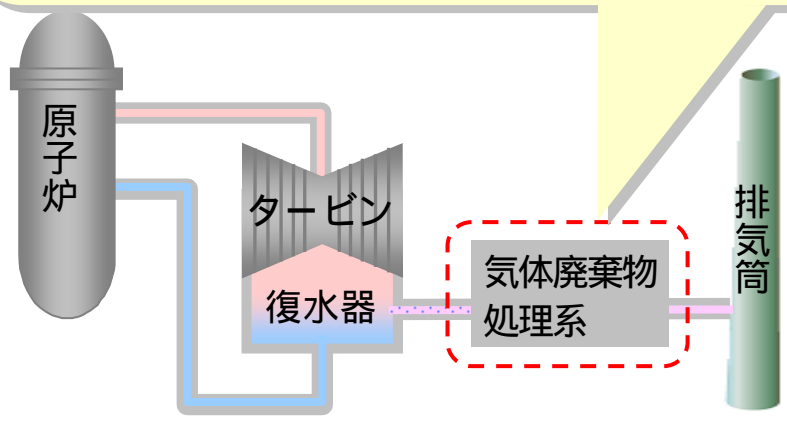 原子炉
タービン
復水器
気体廃棄物
処理系
排気筒